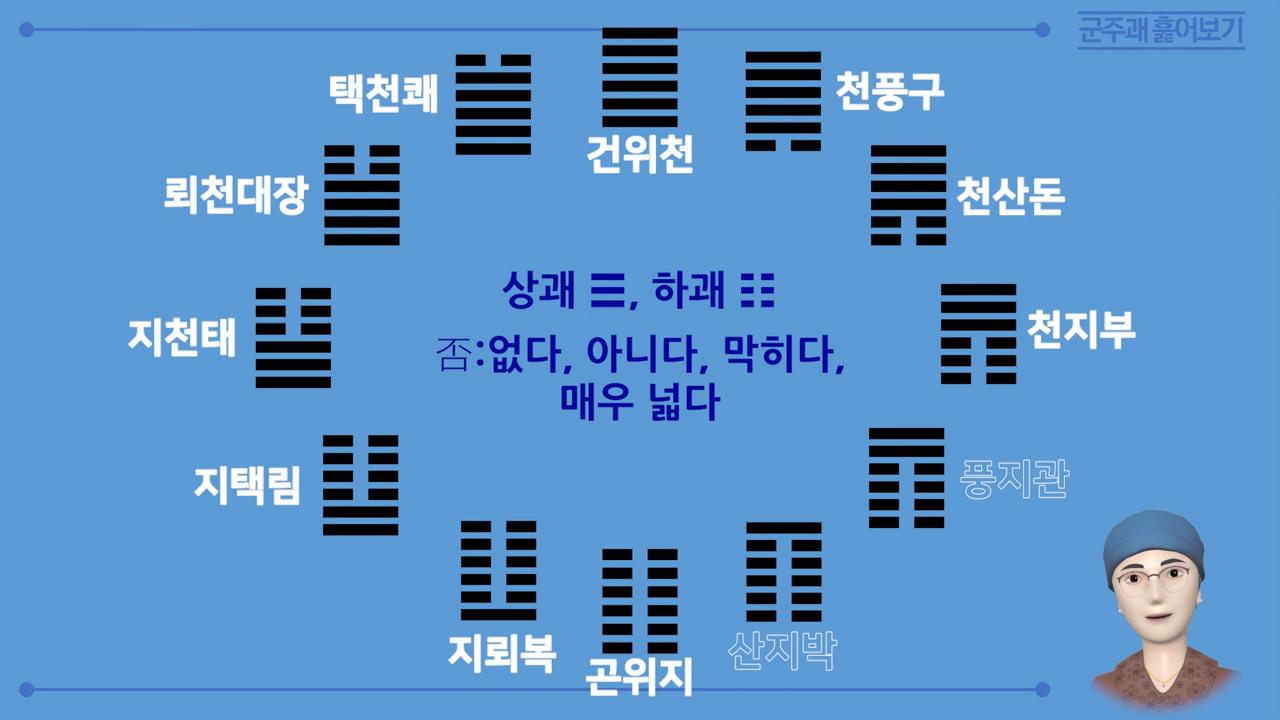 군주괘 훑어보기
택천쾌
건위천
천풍구
뢰천대장
천산돈
상괘 ☰, 하괘 ☷
지천태
천지부
否:없다, 아니다, 막히다,
매우 넓다
지택림
풍지관
지뢰복
곤위지
산지박